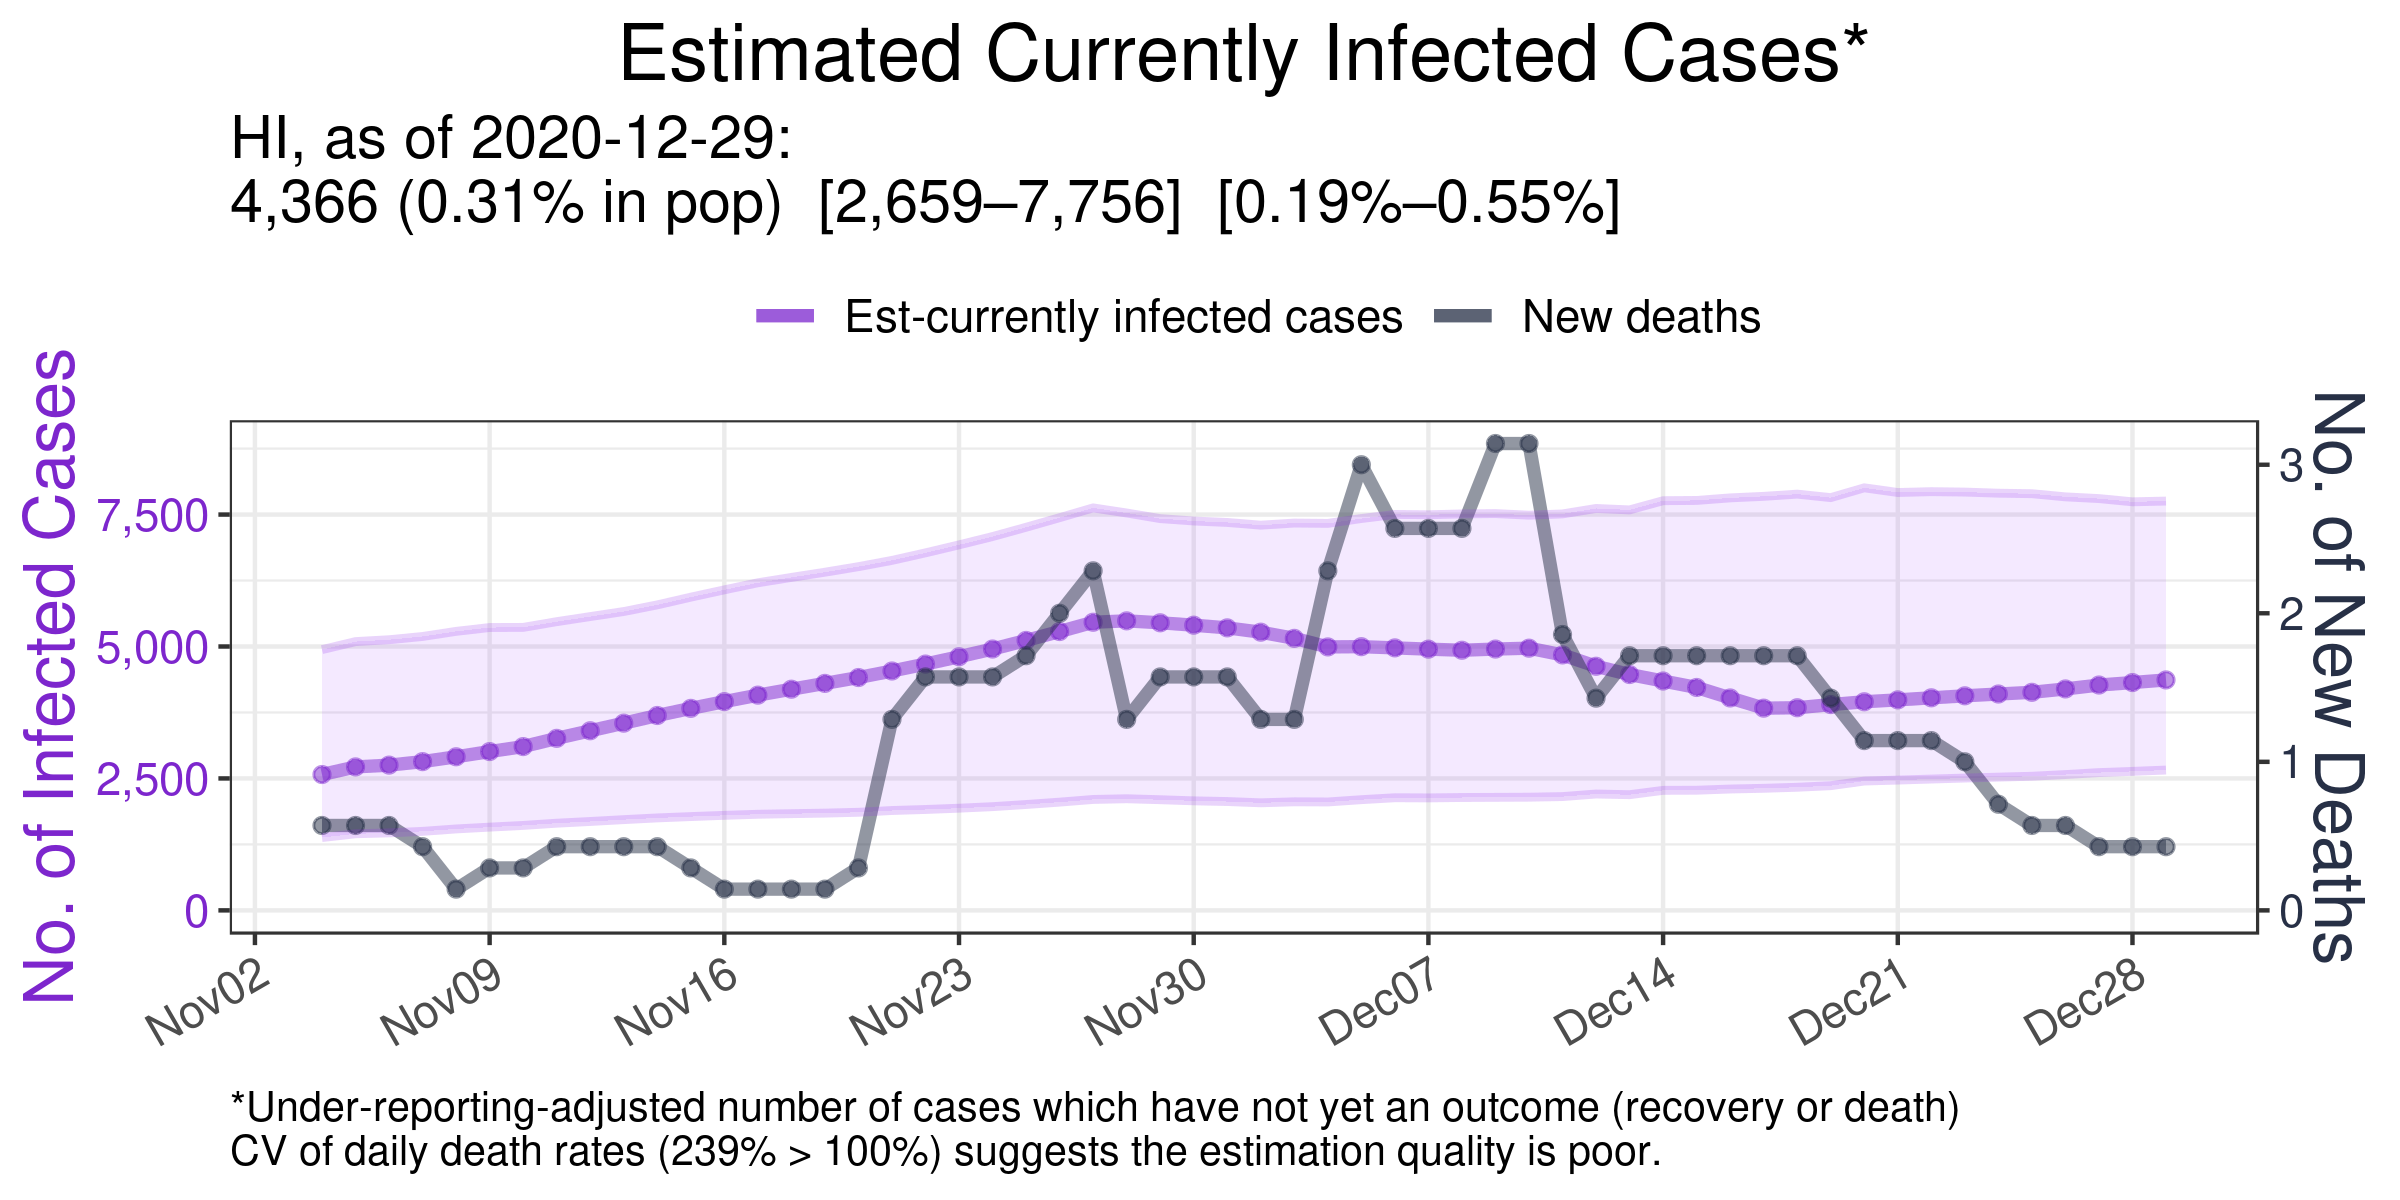 Estimated Currently Infected Cases*
HI, as of 2020-12-29:
4,366 (0.31% in pop)  [2,659–7,756]  [0.19%–0.55%]
Est-currently infected cases
New deaths
No. of Infected Cases
7,500
5,000
2,500
0
3
2
1
0
No. of New Deaths
Nov02
Nov09
Nov16
Nov23
Nov30
Dec07
Dec14
Dec21
Dec28
*Under-reporting-adjusted number of cases which have not yet an outcome (recovery or death)
CV of daily death rates (239% > 100%) suggests the estimation quality is poor.